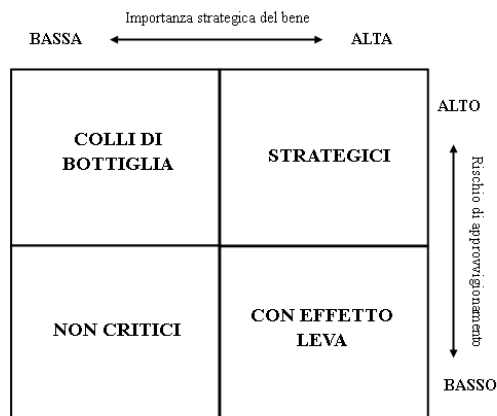 Importanza strategica del bene
BASSA
ALTA
ALTO
COLLI DI
BOTTIGLIA
STRATEGICI
Rischio di approvvigionamento
NON CRITICI
CON EFFETTO
LEVA
BASSO